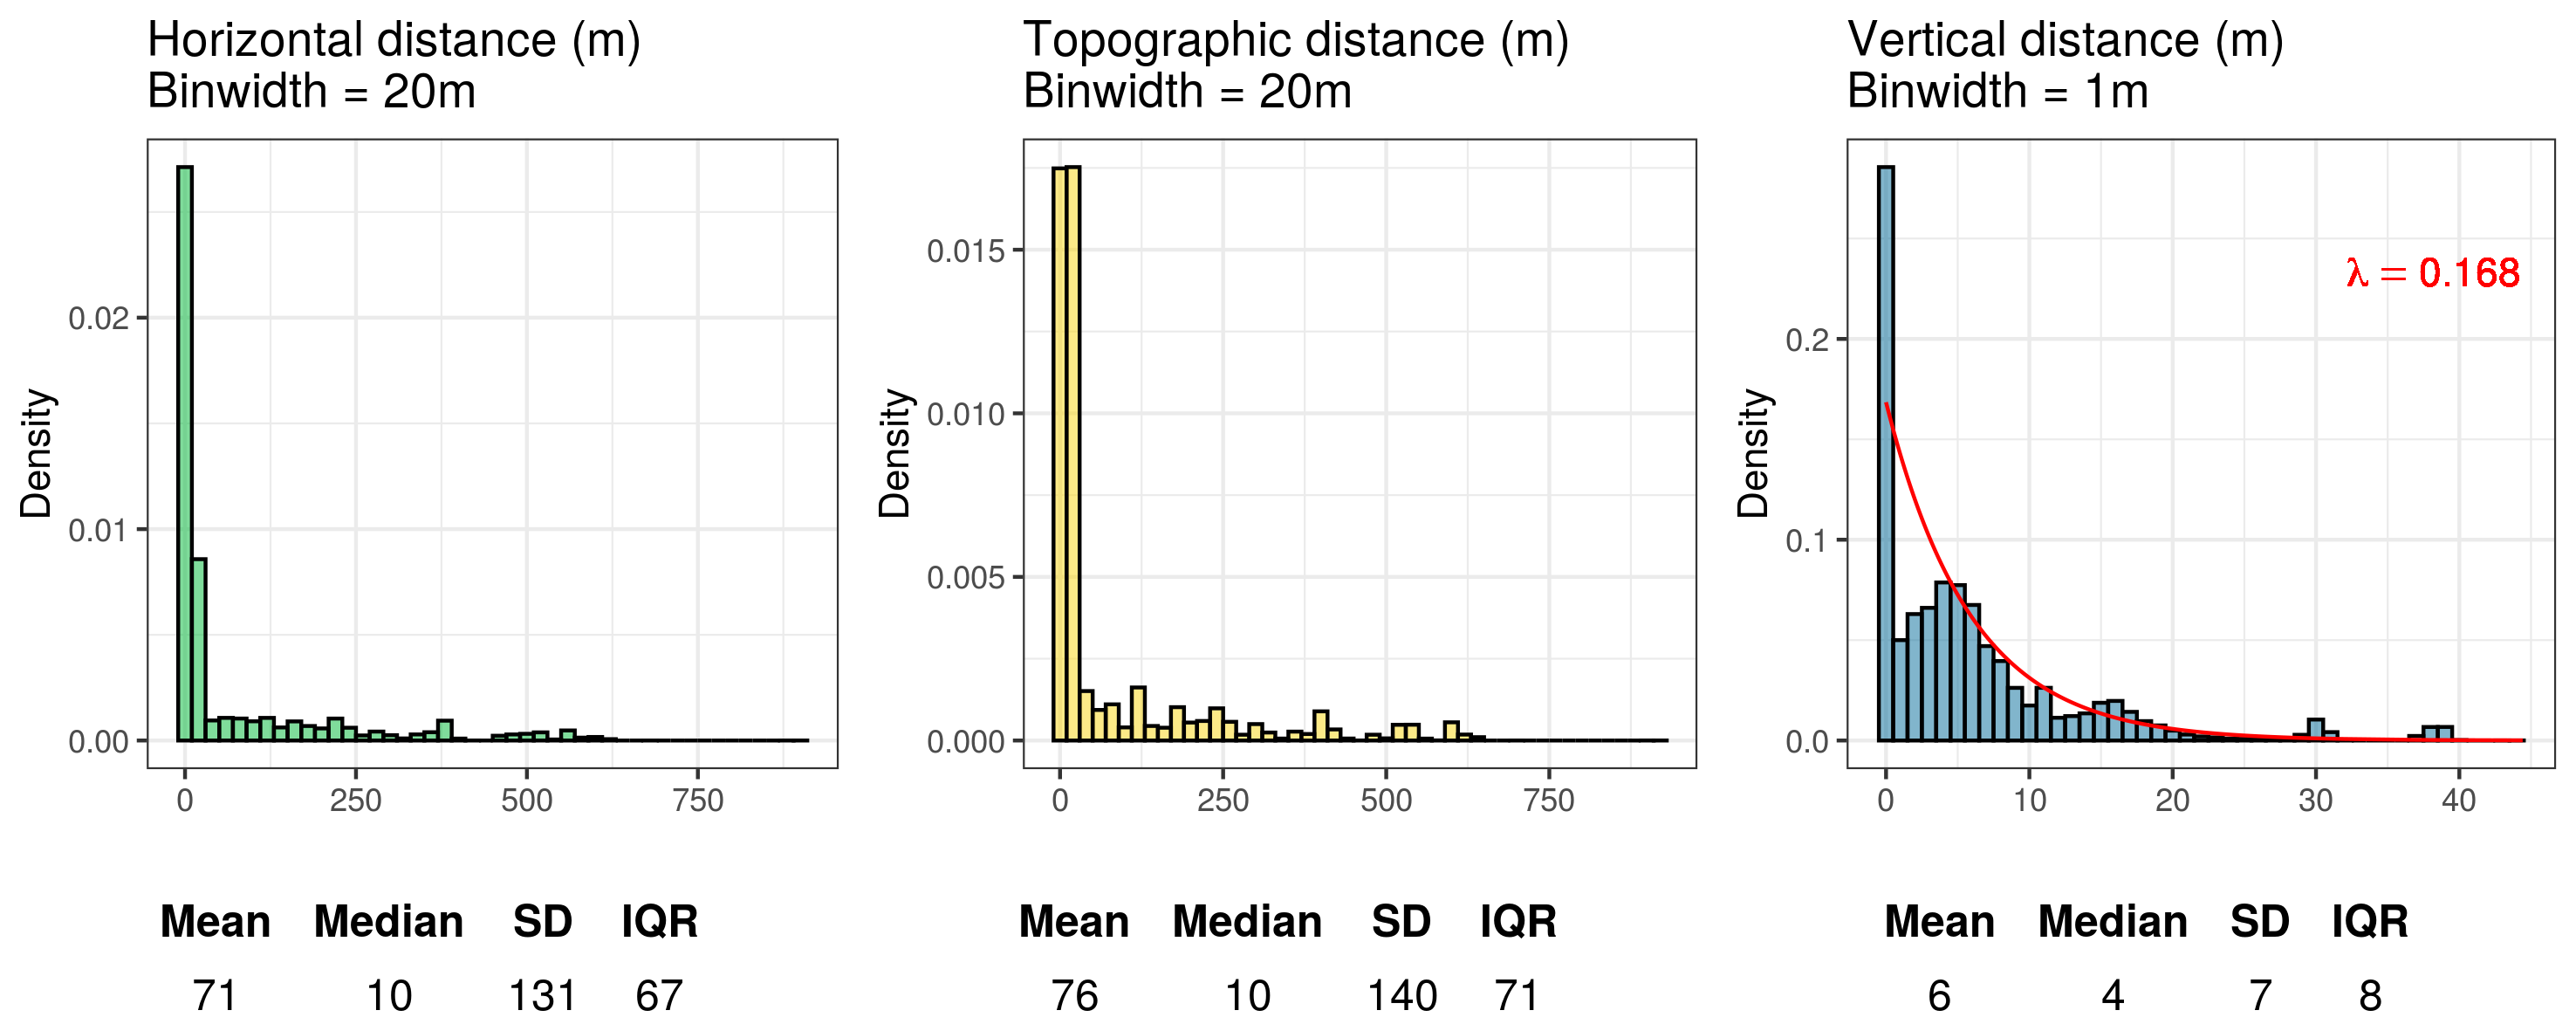 Horizontal distance (m)
Binwidth = 20m
Density
0.02
0.01
0.00
0 250 500 750
Mean Median SD IQR
71 10 131 67
Topographic distance (m)
Binwidth = 20m
Density
0.015
0.010
0.005
0.000
0 250 500 750
Mean Median SD IQR
76 10 140 71
Vertical distance (m)
Binwidth = 1m
Density
λ = 0.168
0.2
0.1
0.0
0 10 20 30 40
Mean Median SD IQR
6 4 7 8